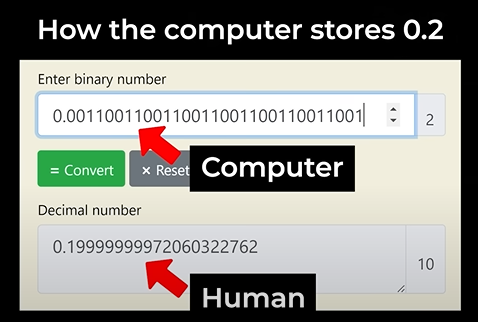 How the computer stores 0.2
Enter binary number
0.00110011001100110011001100110011001
2
= Convert
× Reset
Computer
Decimal number
0.19999999972060322762
10
Human